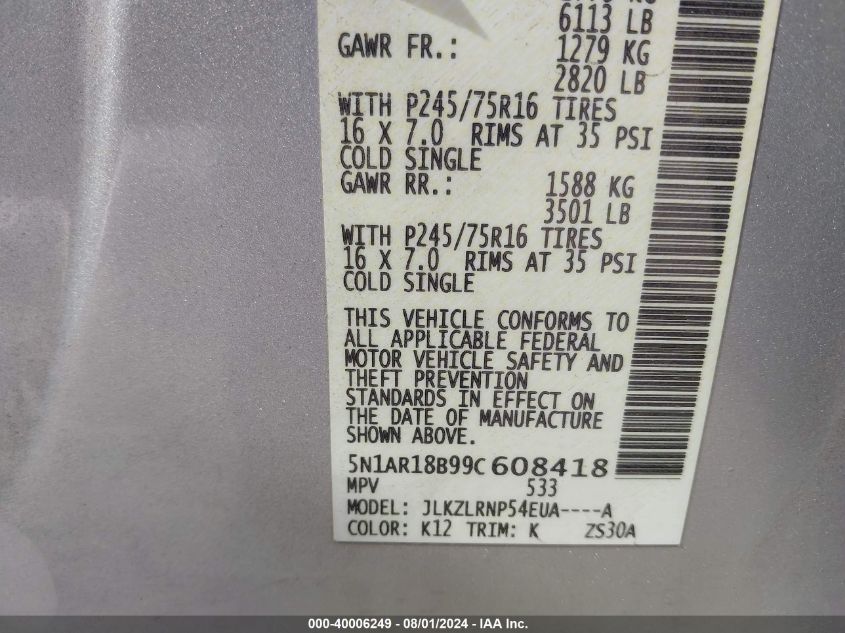 6113 LB
GAWR FR.: 1279 KG
2820 LB
WITH P245/75R16 TIRES
16 X 7.0 RIMS AT 35 PSI
COLD SINGLE
GAWR RR.: 1588 KG
3501 LB
WITH P245/75R16 TIRES
16 X 7.0 RIMS AT 35 PSI
COLD SINGLE
THIS VEHICLE CONFORMS TO
ALL APPLICABLE FEDERAL
MOTOR VEHICLE SAFETY AND
THEFT PREVENTION
STANDARDS IN EFFECT ON
THE DATE OF MANUFACTURE
SHOWN ABOVE.
5N1AR18B99C608418
MPV 533
MODEL: JLKZLRNP54EUA----A
COLOR: K12 TRIM: K ZS30A
000-40006249 - 08/01/2024 - IAA Inc.